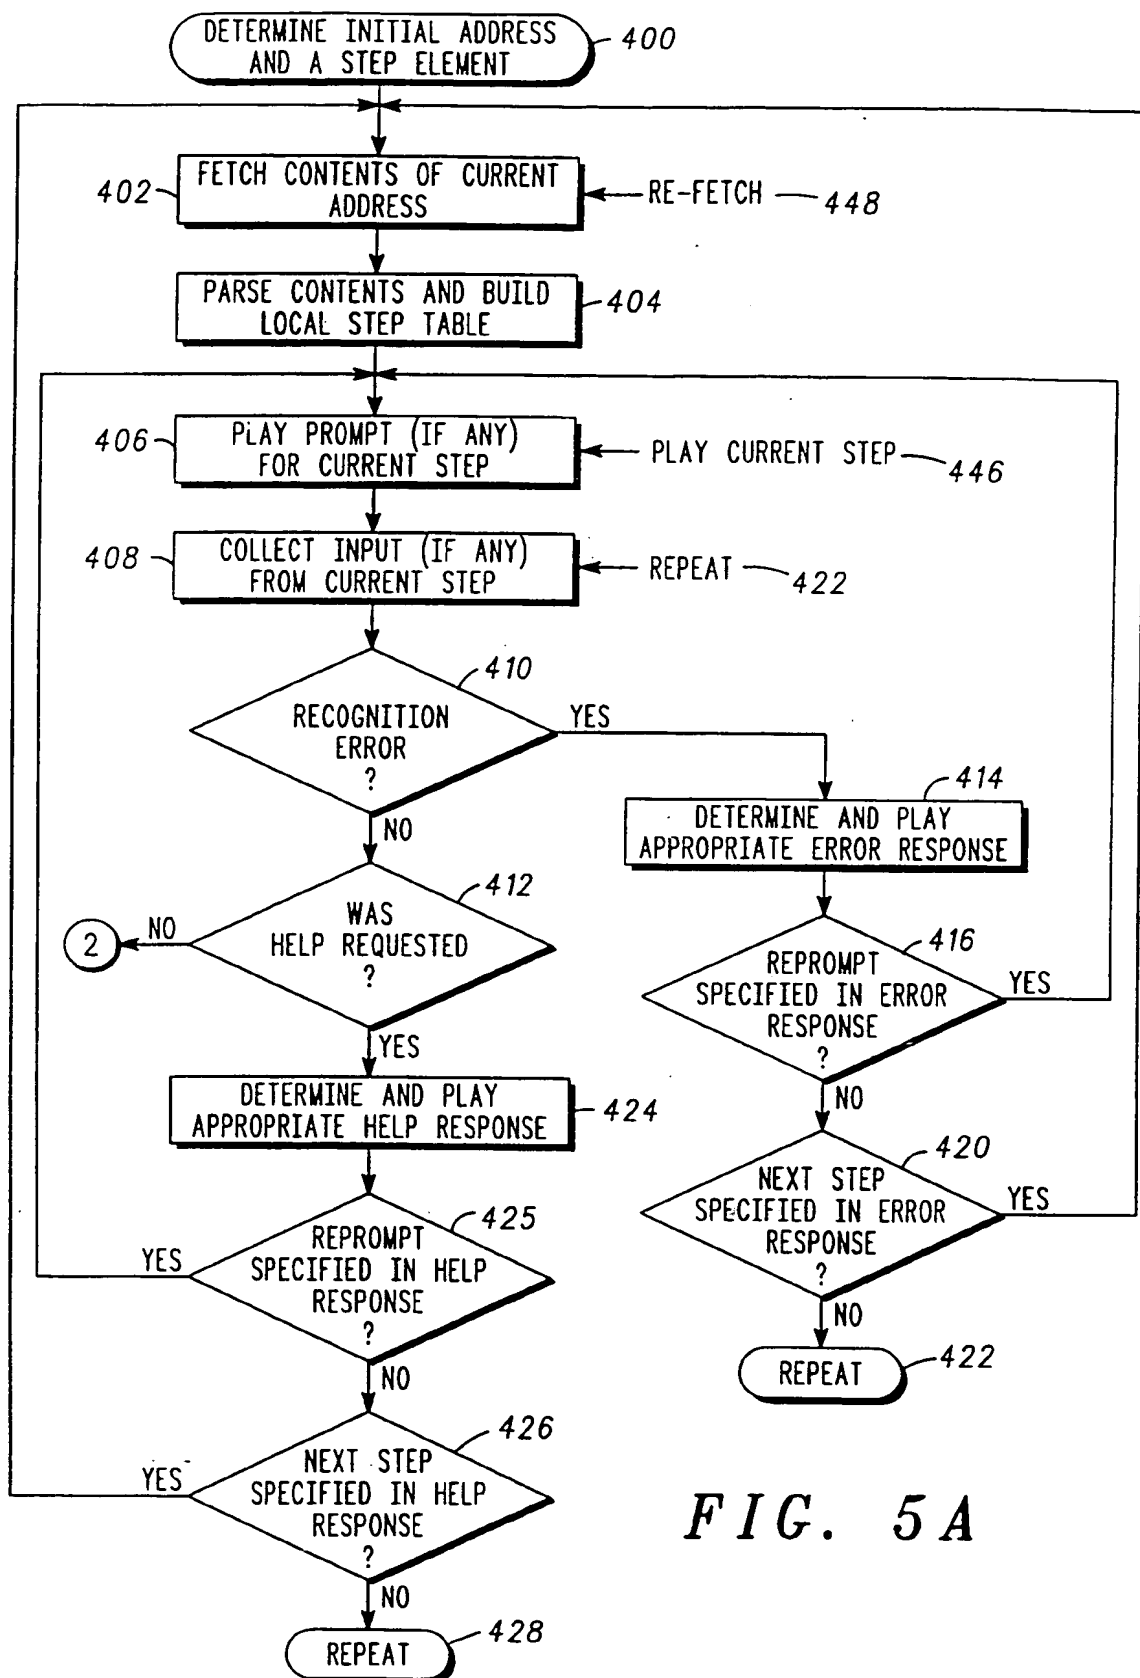 DETERMINE INITIAL ADDRESS
AND A STEP ELEMENT
400
FETCH CONTENTS OF CURRENT
ADDRESS
402
RE-FETCH
448
PARSE CONTENTS AND BUILD
LOCAL STEP TABLE
404
PLAY PROMPT (IF ANY)
FOR CURRENT STEP
406
PLAY CURRENT STEP
446
COLLECT INPUT (IF ANY)
FROM CURRENT STEP
408
REPEAT
422
410
RECOGNITION
ERROR
?
YES
NO
414
DETERMINE AND PLAY
APPROPRIATE ERROR RESPONSE
412
WAS
HELP REQUESTED
?
NO
2
YES
416
REPROMPT
SPECIFIED IN ERROR
RESPONSE
?
YES
NO
DETERMINE AND PLAY
APPROPRIATE HELP RESPONSE
424
420
NEXT STEP
SPECIFIED IN ERROR
RESPONSE
?
YES
NO
425
REPROMPT
SPECIFIED IN HELP
RESPONSE
?
YES
NO
REPEAT
422
426
NEXT STEP
SPECIFIED IN HELP
RESPONSE
?
YES
NO
REPEAT
428
FIG. 5A